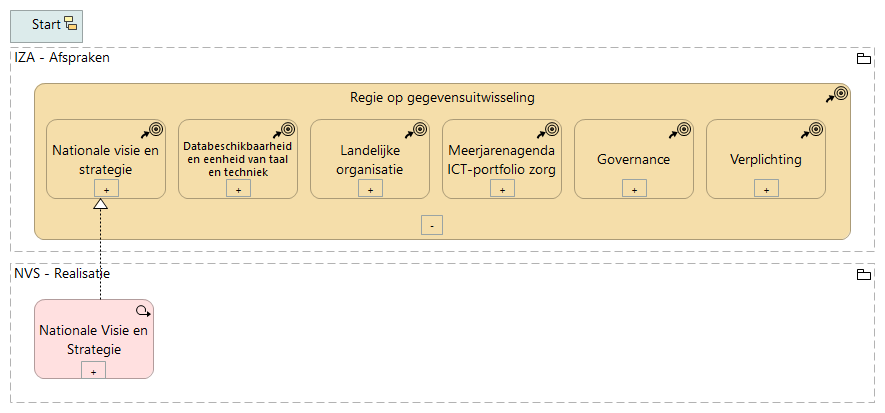 Start
IZA - Afspraken
Regie op gegevensuitwisseling
Nationale visie en
strategie
+
Databeschikbaarheid
en eenheid van taal
en techniek
+
Landelijke
organisatie
+
Meerjarenagenda
ICT-portfolio zorg
+
Governance
+
Verplichting
+
-
NVS - Realisatie
Nationale Visie en
Strategie
+